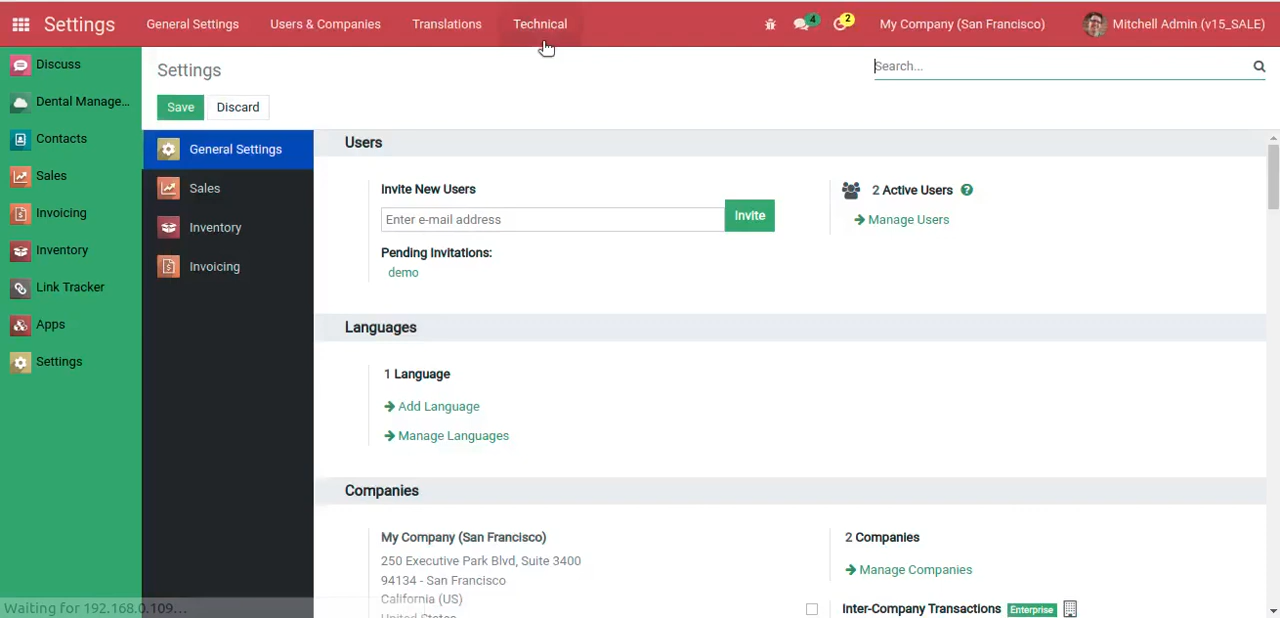 Settings
General Settings
Users & Companies
Translations
Technical
4
2
My Company (San Francisco)
Mitchell Admin (v15_SALE)
Discuss
Dental Manage...
Contacts
Sales
Invoicing
Inventory
Link Tracker
Apps
Settings
Settings
Search...
Save
Discard
General Settings
Sales
Inventory
Invoicing
Users
Invite New Users
Enter e-mail address
Invite
Pending Invitations:
demo
2 Active Users ?
Manage Users
Languages
1 Language
Add Language
Manage Languages
Companies
My Company (San Francisco)
250 Executive Park Blvd, Suite 3400
94134 - San Francisco
California (US)
United States
2 Companies
Manage Companies
Inter-Company Transactions Enterprise
Waiting for 192.168.0.109...